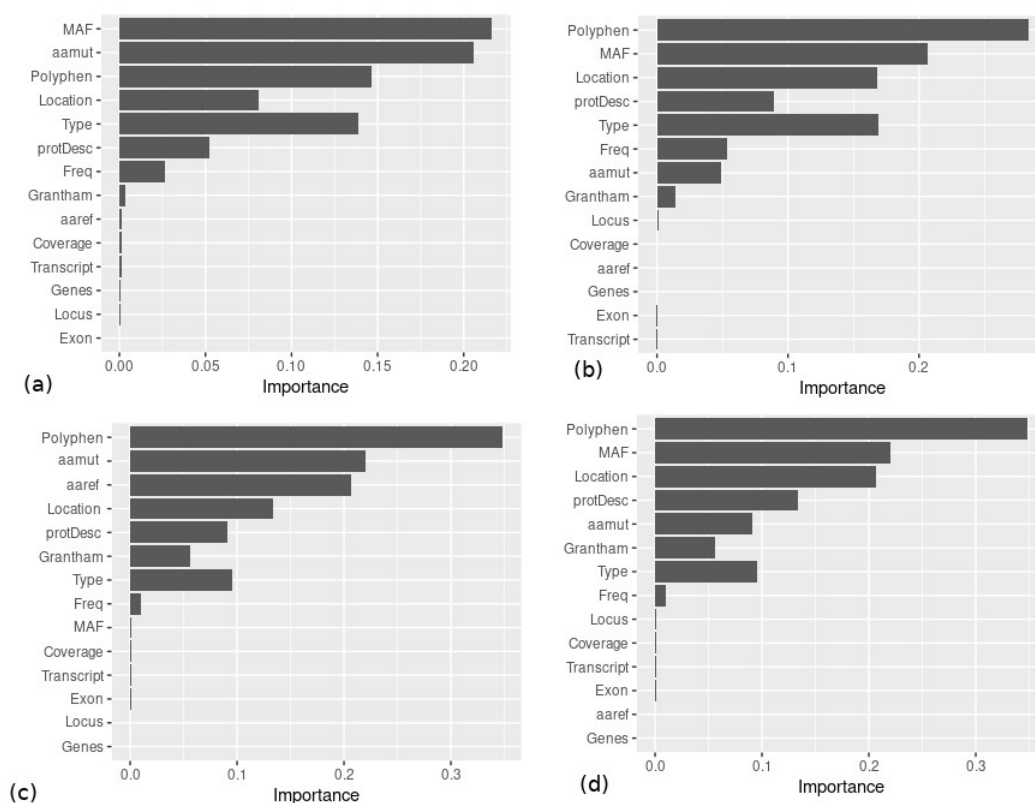 MAF
aamut
Polyphen
Location
Type
protDesc
Freq
Grantham
aaref
Coverage
Transcript
Genes
Locus
Exon
0.00 0.05 0.10 0.15 0.20
Importance
(a)
Polyphen
MAF
Location
protDesc
Type
Freq
aamut
Grantham
Locus
Coverage
aaref
Genes
Exon
Transcript
0.0 0.1 0.2
Importance
(b)
Polyphen
aamut
aaref
Location
protDesc
Grantham
Type
Freq
MAF
Coverage
Transcript
Exon
Locus
Genes
0.0 0.1 0.2 0.3
Importance
(c)
Polyphen
MAF
Location
protDesc
aamut
Grantham
Type
Freq
Locus
Coverage
Transcript
Exon
aaref
Genes
0.0 0.1 0.2 0.3
Importance
(d)